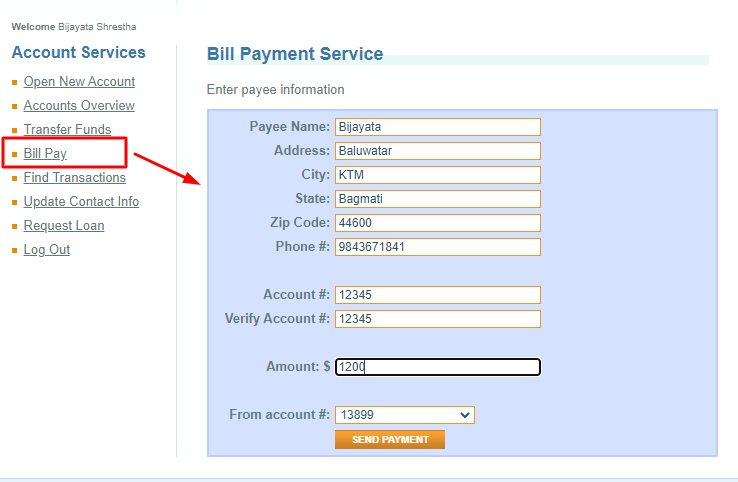 Welcome Bijayata Shrestha
Account Services
Open New Account
Accounts Overview
Transfer Funds
Bill Pay
Find Transactions
Update Contact Info
Request Loan
Log Out
Bill Payment Service
Enter payee information
Payee Name: Bijayata
Address: Baluwatar
City: KTM
State: Bagmati
Zip Code: 44600
Phone #: 9843671841
Account #: 12345
Verify Account #: 12345
Amount: $ 1200
From account #: 13899
SEND PAYMENT